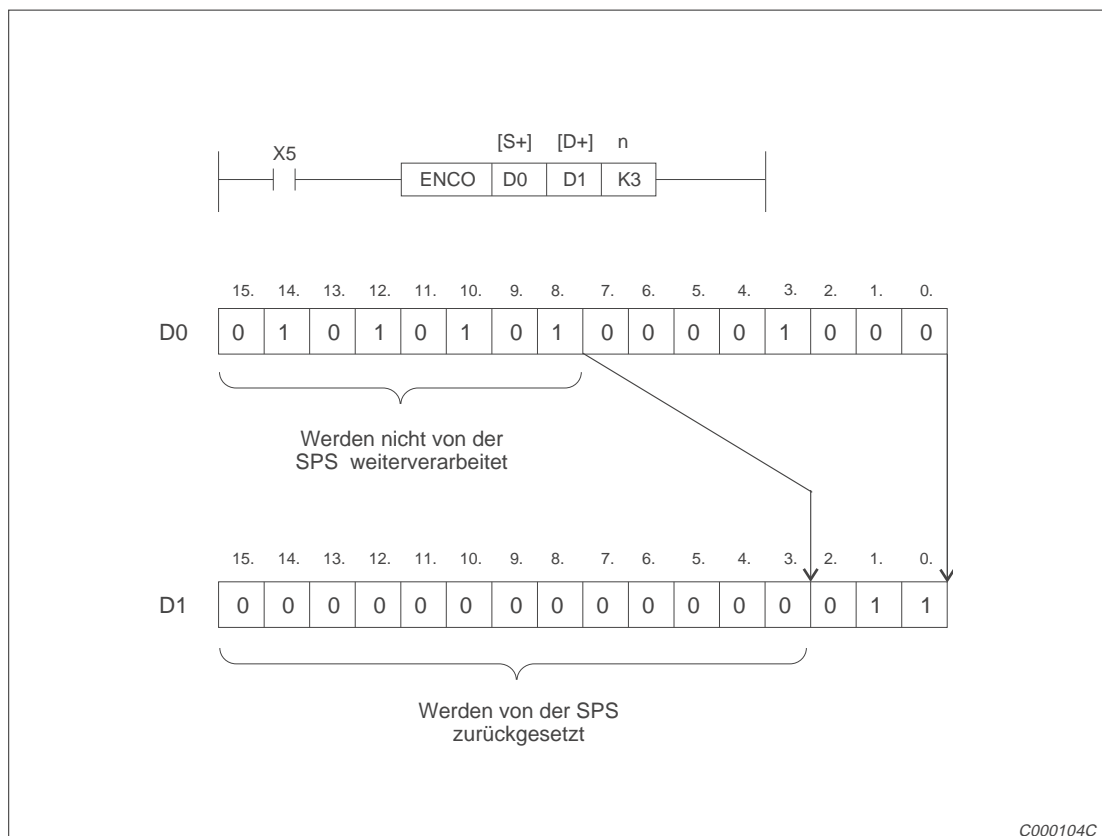 [S+] [D+] n
X5
ENCO D0 D1 K3
15. 14. 13. 12. 11. 10. 9. 8. 7. 6. 5. 4. 3. 2. 1. 0.
D0 0 1 0 1 0 1 0 1 0 0 0 0 1 0 0 0
Werden nicht von der
SPS weiterverarbeitet
15. 14. 13. 12. 11. 10. 9. 8. 7. 6. 5. 4. 3. 2. 1. 0.
D1 0 0 0 0 0 0 0 0 0 0 0 0 0 0 1 1
Werden von der SPS
zurückgesetzt
C000104C